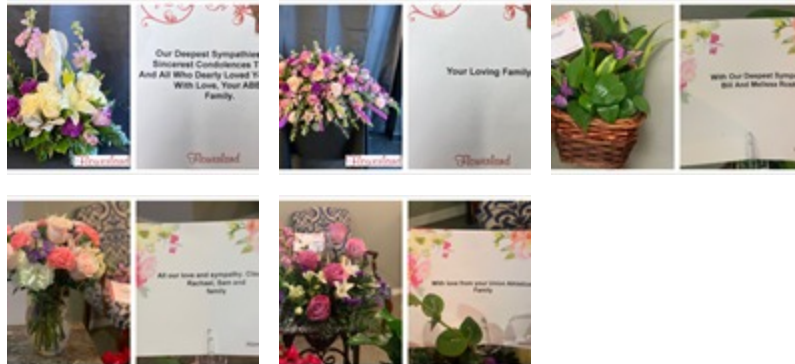 Our Deepest Sympathies
Sincerest Condolences T
And All Who Dearly Loved Y
With Love, Your ABB
Family.
Flowerland
Flowerland
Your Loving Family
Flowerland
Flowerland
With Our Deepest Symp
Bill And Melissa
All our love and sympathy.
Rachael, Sam and
family
With love from your Union
Family